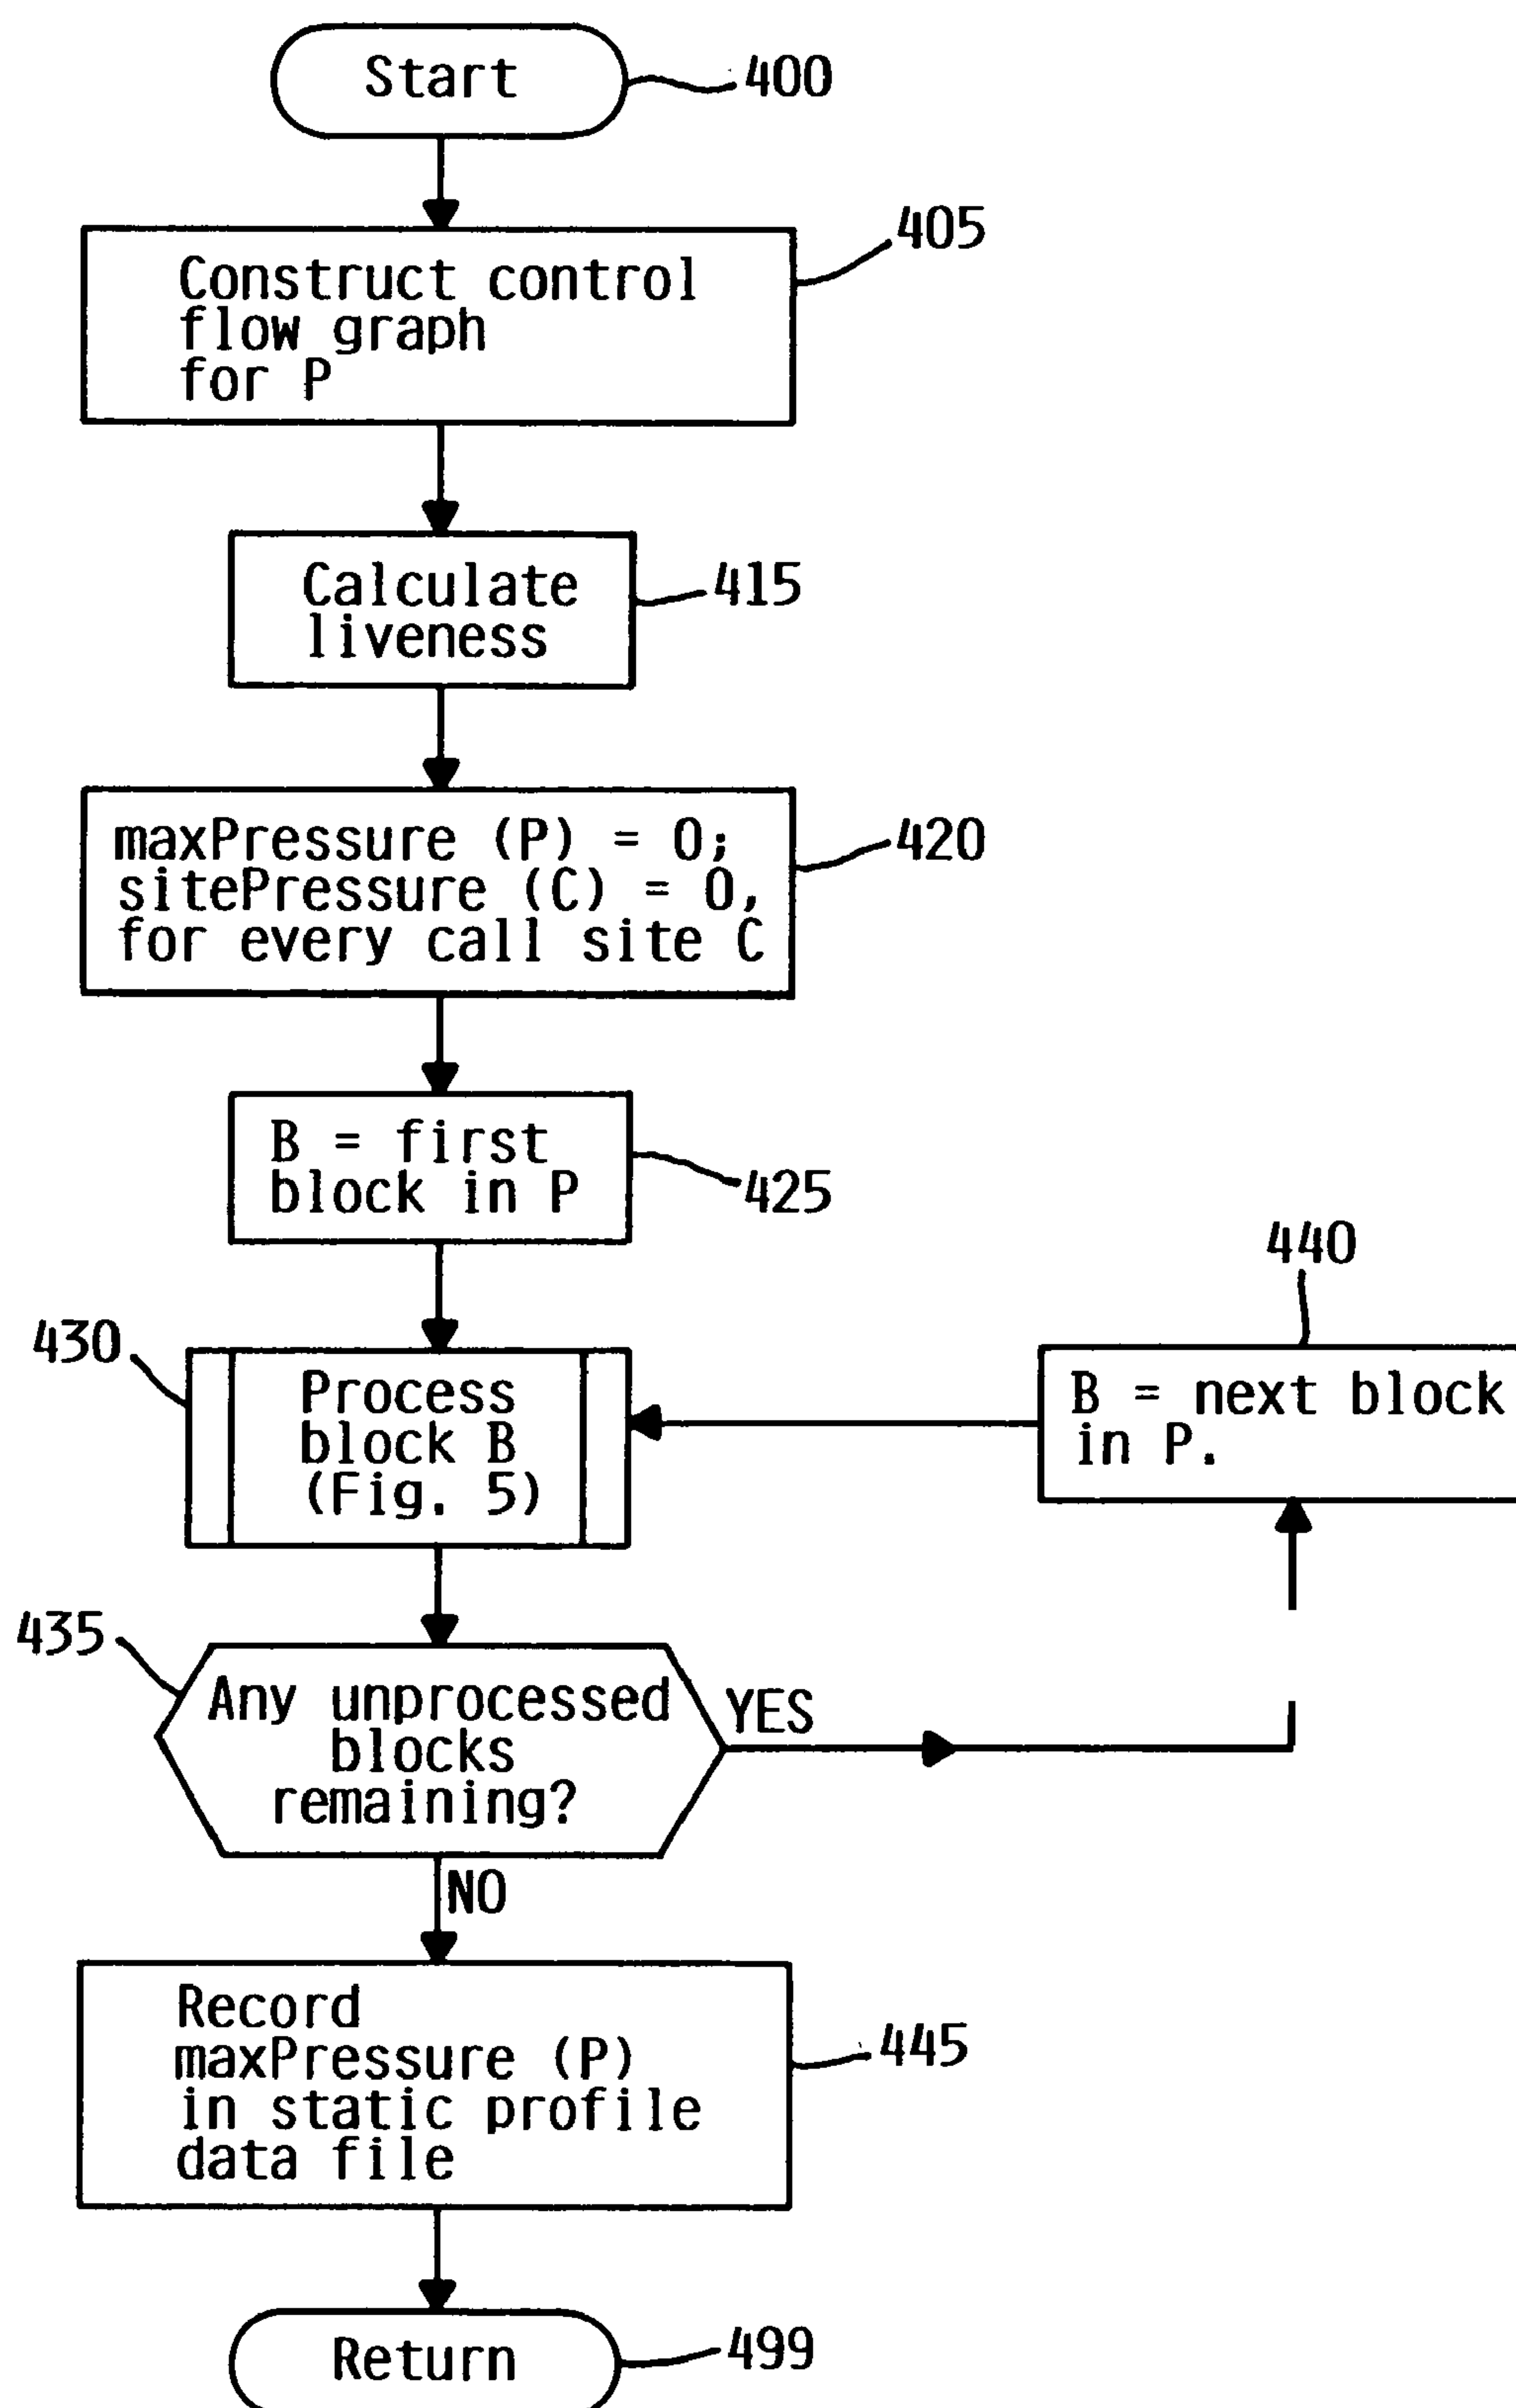 Start
400
405
Construct control
flow graph
for P
Calculate
liveness
415
maxPressure (P) = 0;
sitePressure (C) = 0,
for every call site C
420
B = first
block in P
425
440
430
Process
block B
(Fig. 5)
B = next block
in P.
435
Any unprocessed
blocks
remaining?
YES
NO
Record
maxPressure (P)
in static profile
data file
445
Return
499